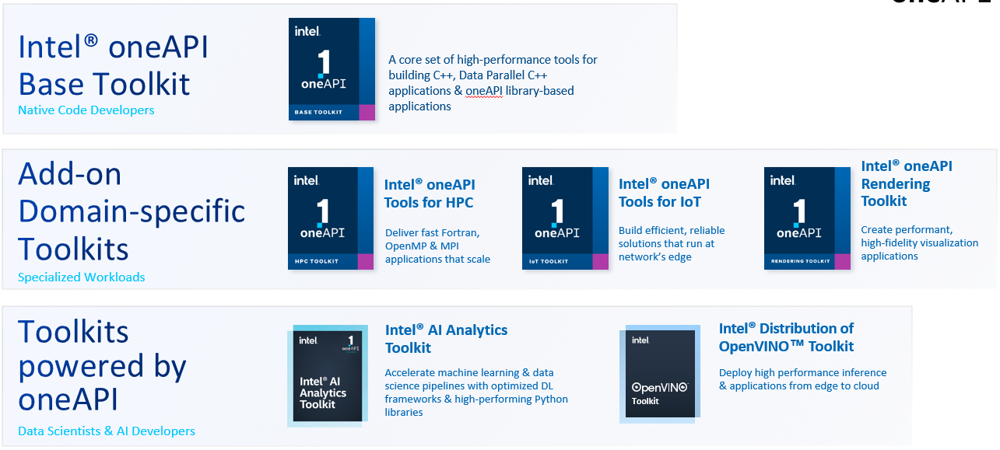 oneAPI
Intel® oneAPI
Base Toolkit
Native Code Developers
intel.
1
oneAPI
BASE TOOLKIT
A core set of high-performance tools for
building C++, Data Parallel C++
applications & oneAPI library-based
applications
Add-on
Domain-specific
Toolkits
Specialized Workloads
intel.
1
oneAPI
HPC TOOLKIT
Intel® oneAPI
Tools for HPC
Deliver fast Fortran,
OpenMP & MPI
applications that scale
intel.
1
oneAPI
IoT TOOLKIT
Intel® oneAPI
Tools for IoT
Build efficient, reliable
solutions that run at
network’s edge
intel.
1
oneAPI
RENDERING TOOLKIT
Intel® oneAPI
Rendering
Toolkit
Create performant,
high-fidelity visualization
applications
Toolkits
powered by
oneAPI
Data Scientists & AI Developers
intel.
1
oneAPI
Intel® AI
Analytics
Toolkit
Intel® AI Analytics
Toolkit
Accelerate machine learning & data
science pipelines with optimized DL
frameworks & high-performing Python
libraries
intel.
OpenVINO
Toolkit
Intel® Distribution of
OpenVINO™ Toolkit
Deploy high performance inference
& applications from edge to cloud